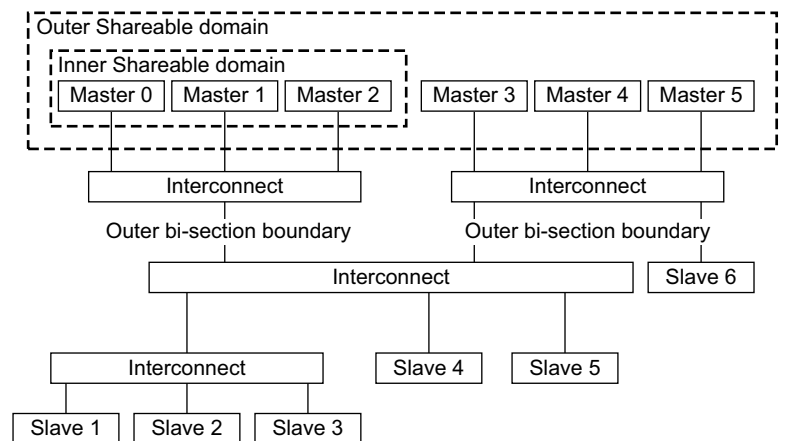 Outer Shareable domain
Inner Shareable domain
Master 0 Master 1 Master 2 Master 3 Master 4 Master 5
Interconnect Interconnect
Outer bi-section boundary Outer bi-section boundary
Interconnect Slave 6
Interconnect Slave 4 Slave 5
Slave 1 Slave 2 Slave 3